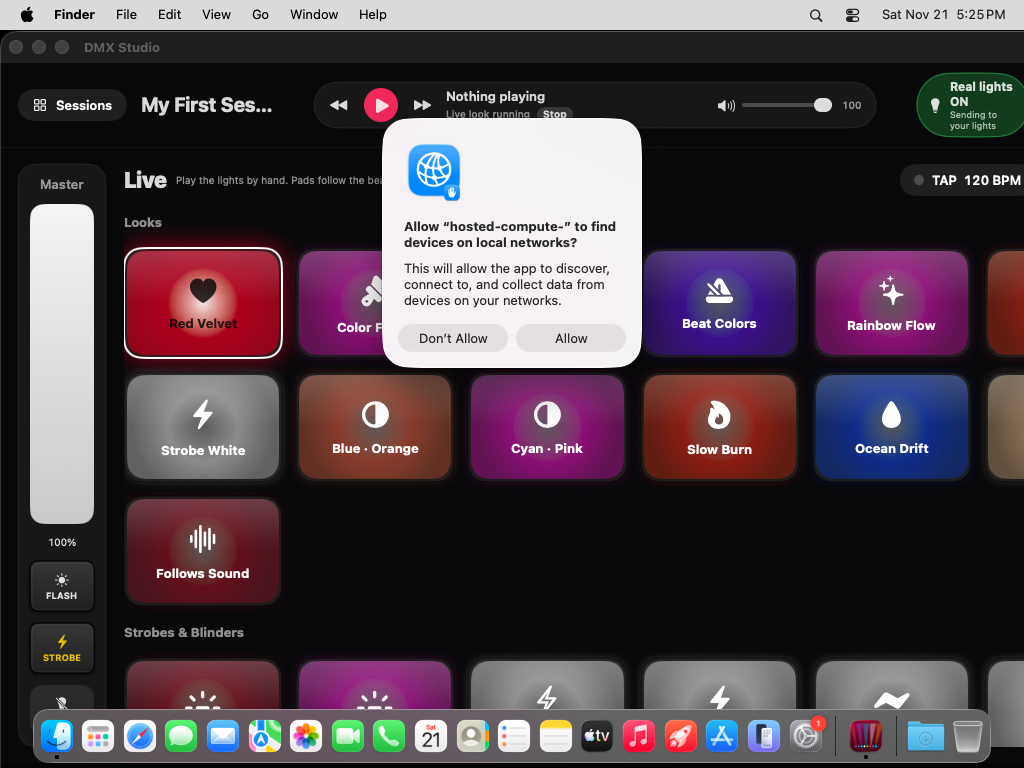 Finder File Edit View Go Window Help Sat Nov 21 5:25 PM
DMX Studio
Sessions
My First Ses...
Nothing playing
Live look running Stop
100
Real lights
ON
Sending to
your lights
Master
100%
FLASH
STROBE
Live Play the lights by hand. Pads follow the
TAP 120 BPM
Looks
Allow “hosted-compute-” to find
devices on local networks?
This will allow the app to discover,
connect to, and collect data from
devices on your networks.
Don’t Allow Allow
Red Velvet
Color F
Beat Colors
Rainbow Flow
Strobe White
Blue · Orange
Cyan · Pink
Slow Burn
Ocean Drift
Follows Sound
Strobes & Blinders
Sat
21
tv
1